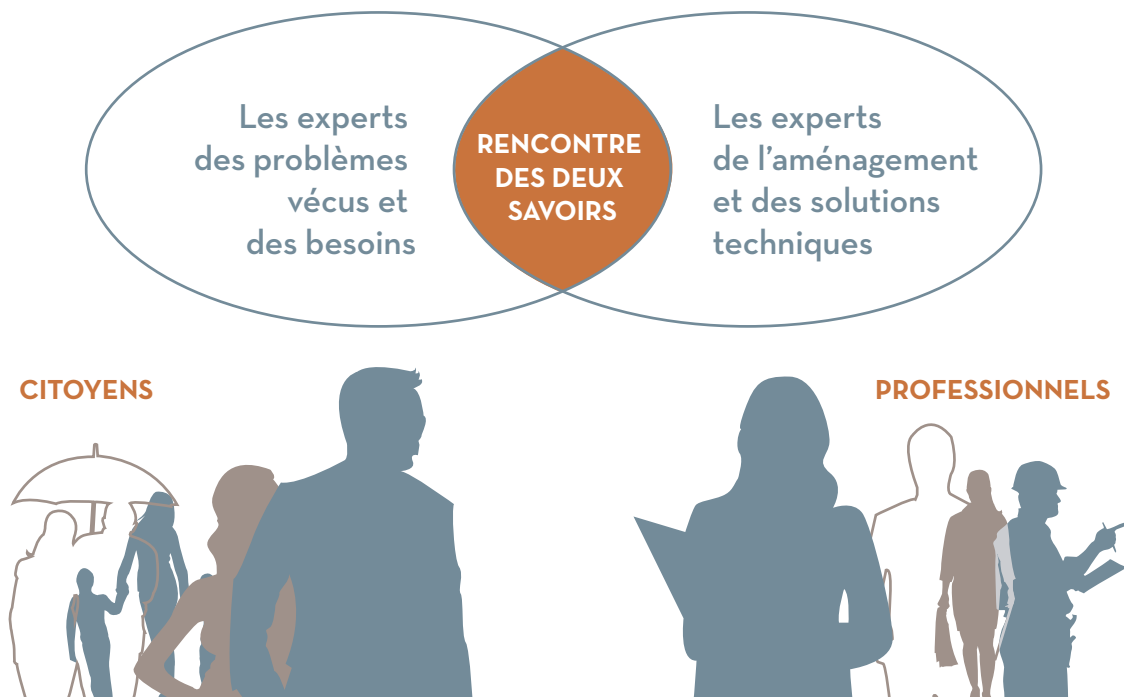 Les experts
des problèmes
vécus et
des besoins
RENCONTRE
DES DEUX
SAVOIRS
Les experts
de l’aménagement
et des solutions
techniques
CITOYENS
PROFESSIONNELS